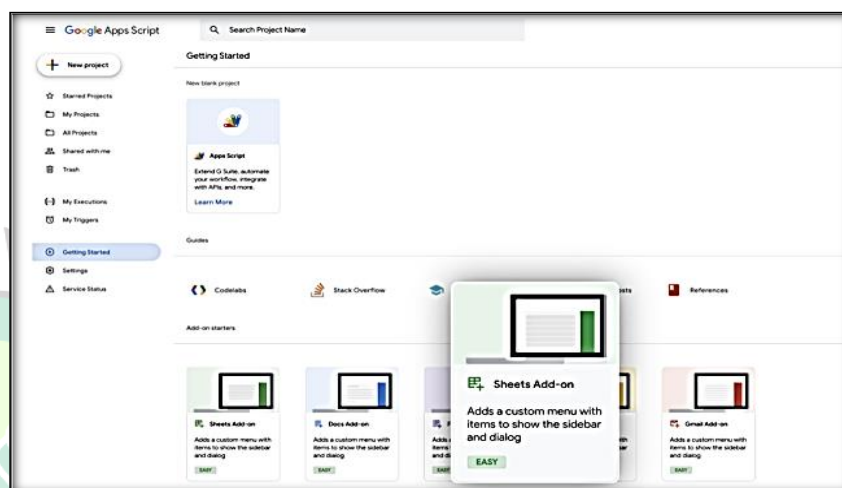 Google Apps Script
Search Project Name
New project
Getting Started
New blank project
Starred Projects
My Projects
All Projects
Shared with me
Trash
Apps Script
Extend G Suite, automate
your workflow, integrate
with APIs, and more.
Learn More
My Executions
My Triggers
Guides
Getting Started
Settings
Service Status
Codelabs
Stack Overflow
References
Add-on starters
Sheets Add-on
Adds a custom menu with
items to show the sidebar
and dialog
EASY
Sheets Add-on
Adds a custom menu with
items to show the sidebar
and dialog
EASY
Docs Add-on
Adds a custom menu with
items to show the sidebar
and dialog
EASY
Gmail Add-on
Adds a custom menu with
items to show the sidebar
and dialog
EASY